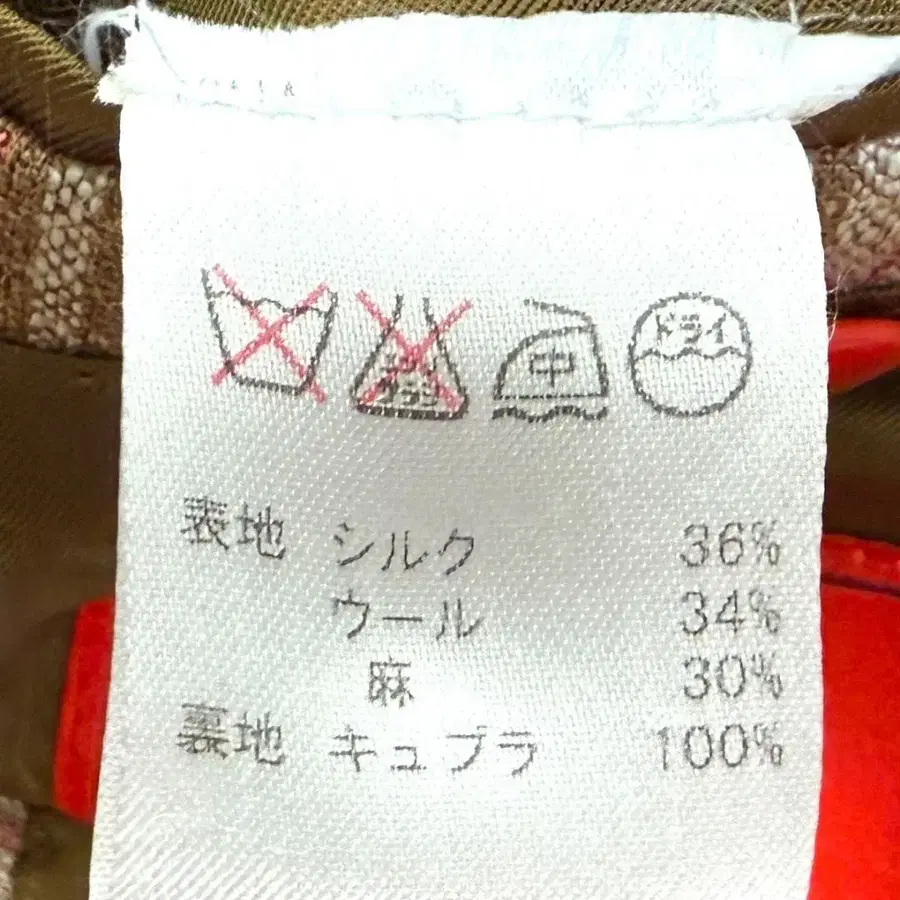 中 ドライ
表地 シルク 36%
ウール 34%
麻 30%
裏地 キュプラ 100%